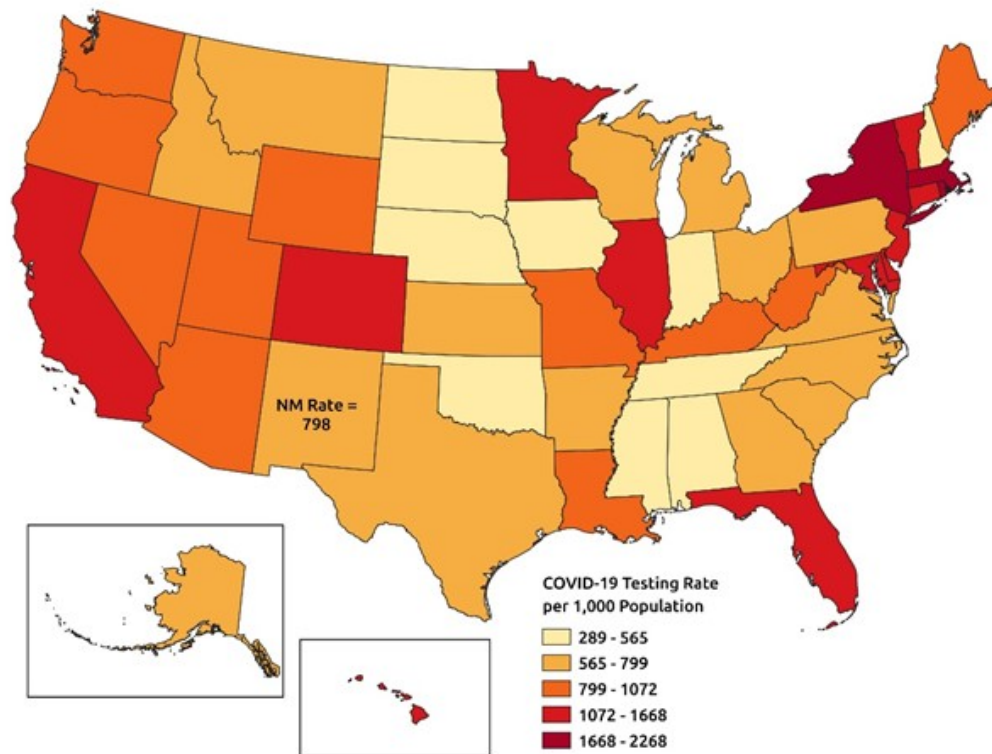 NM Rate =
798
COVID-19 Testing Rate
per 1,000 Population
289 - 565
565 - 799
799 - 1072
1072 - 1668
1668 - 2268